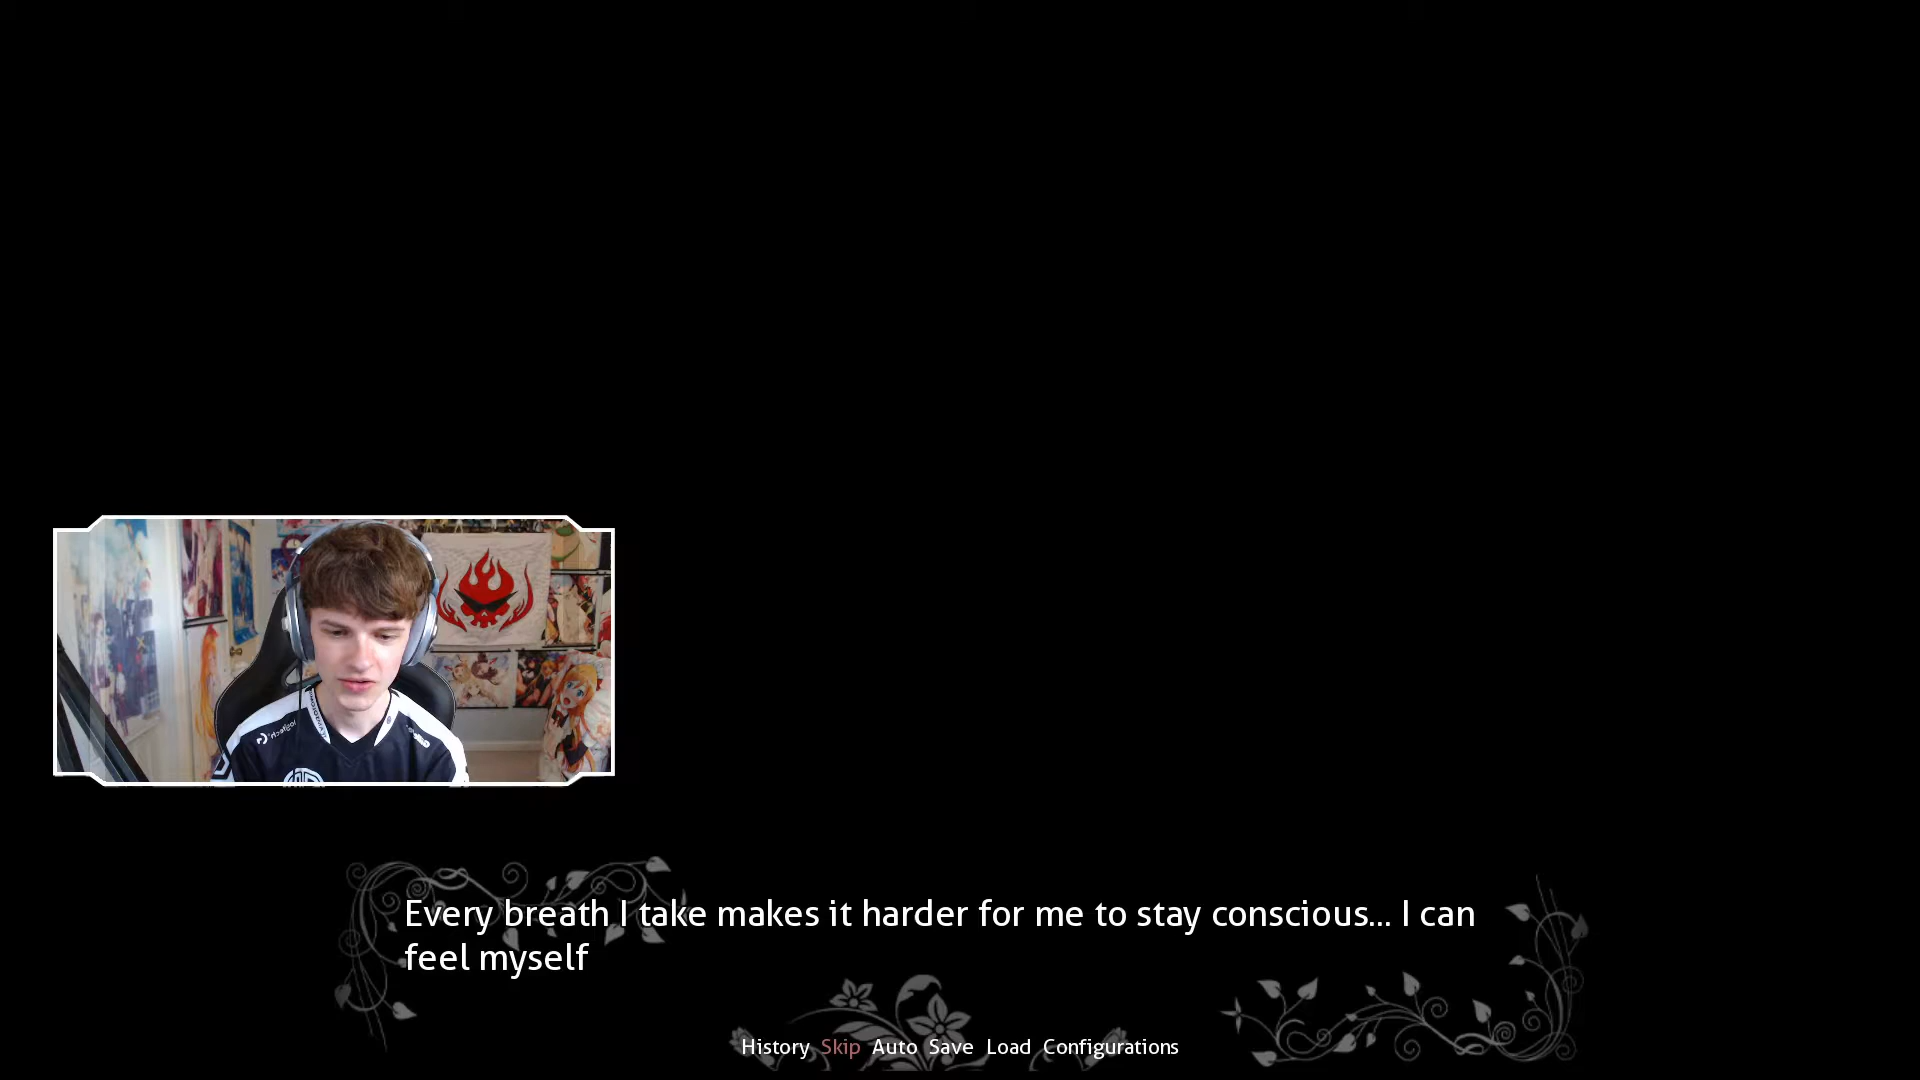 Every breath I take makes it harder for me to stay conscious... I can
feel myself
History Skip Auto Save Load Configurations